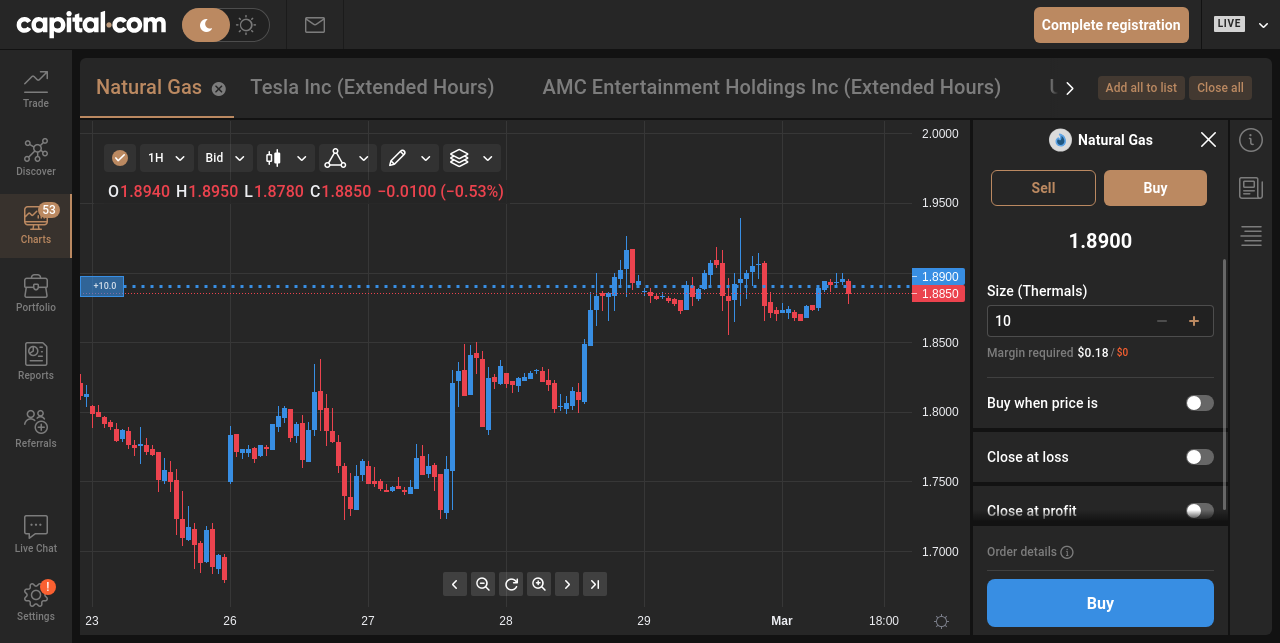 capital.com
Complete registration
LIVE
Trade
Discover
53
Charts
Portfolio
Reports
Referrals
Live Chat
!
Settings
Natural Gas
Tesla Inc (Extended Hours)
AMC Entertainment Holdings Inc (Extended Hours)
Add all to list
Close all
1H
Bid
O1.8940 H1.8950 L1.8780 C1.8850 −0.0100 (−0.53%)
+10.0
2.0000
1.9500
1.8900
1.8850
1.8500
1.8000
1.7500
1.7000
23
26
27
28
29
Mar
18:00
Natural Gas
Sell
Buy
1.8900
Size (Thermals)
10
Margin required $0.18 / $0
Buy when price is
Close at loss
Close at profit
Order details
Buy